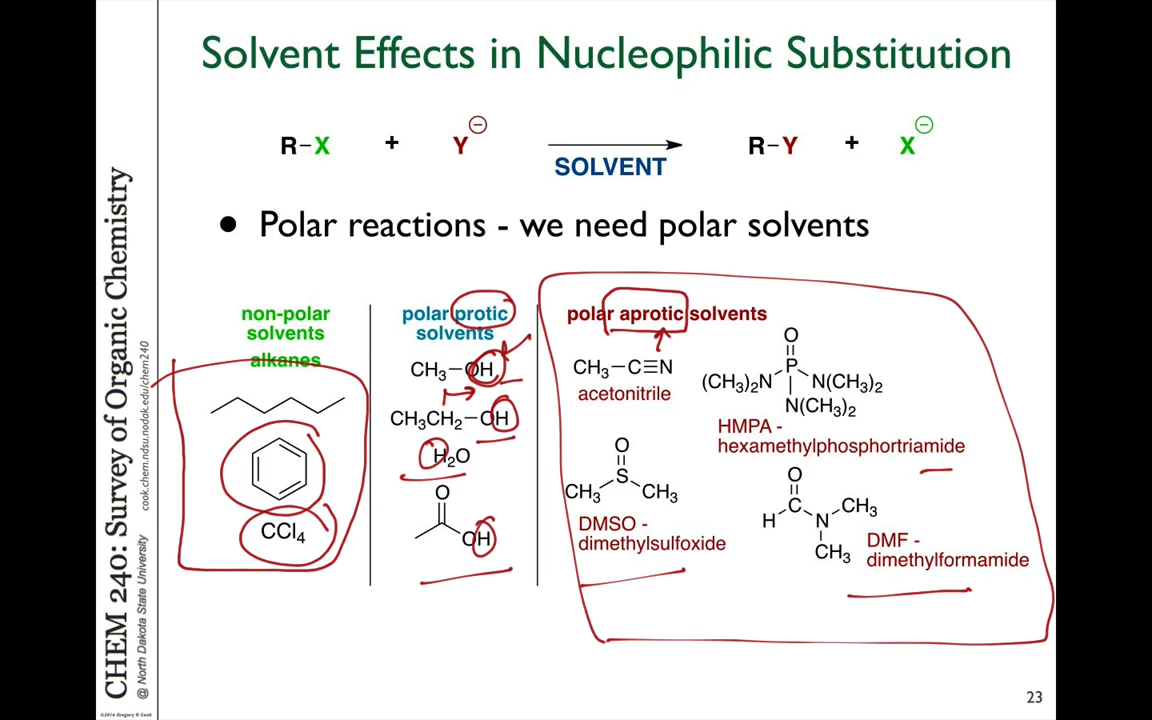 Solvent Effects in Nucleophilic Substitution
R–X + Y⊖ SOLVENT R–Y + X⊖
• Polar reactions - we need polar solvents
non-polar
solvents
alkanes
CCl₄
polar protic
solvents
CH₃–OH
CH₃CH₂–OH
H₂O
O
OH
polar aprotic solvents
CH₃–C≡N
acetonitrile
O
P
(CH₃)₂N N(CH₃)₂
N(CH₃)₂
HMPA -
hexamethylphosphortriamide
O
S
CH₃ CH₃
DMSO -
dimethylsulfoxide
O
C
H N CH₃
CH₃
DMF -
dimethylformamide
CHEM 240: Survey of Organic Chemistry
@ North Dakota State University cook.chem.ndsu.nodak.edu/chem240
©2016 Gregory R Cook
23